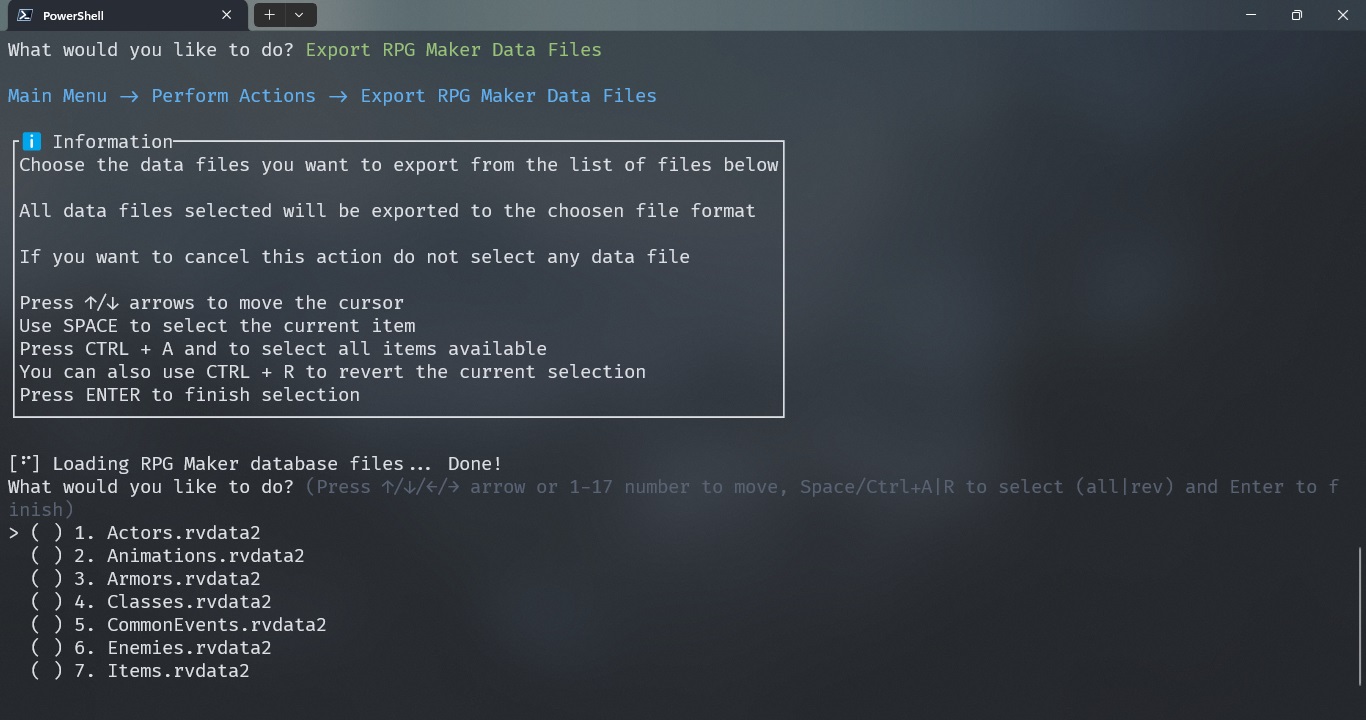 PowerShell
What would you like to do? Export RPG Maker Data Files
Main Menu → Perform Actions → Export RPG Maker Data Files
ℹ Information
Choose the data files you want to export from the list of files below
All data files selected will be exported to the choosen file format
If you want to cancel this action do not select any data file
Press ↑/↓ arrows to move the cursor
Use SPACE to select the current item
Press CTRL + A and to select all items available
You can also use CTRL + R to revert the current selection
Press ENTER to finish selection
[⠋] Loading RPG Maker database files... Done!
What would you like to do? (Press ↑/↓/←/→ arrow or 1-17 number to move, Space/Ctrl+A|R to select (all|rev) and Enter to f
inish)
> ( ) 1. Actors.rvdata2
( ) 2. Animations.rvdata2
( ) 3. Armors.rvdata2
( ) 4. Classes.rvdata2
( ) 5. CommonEvents.rvdata2
( ) 6. Enemies.rvdata2
( ) 7. Items.rvdata2